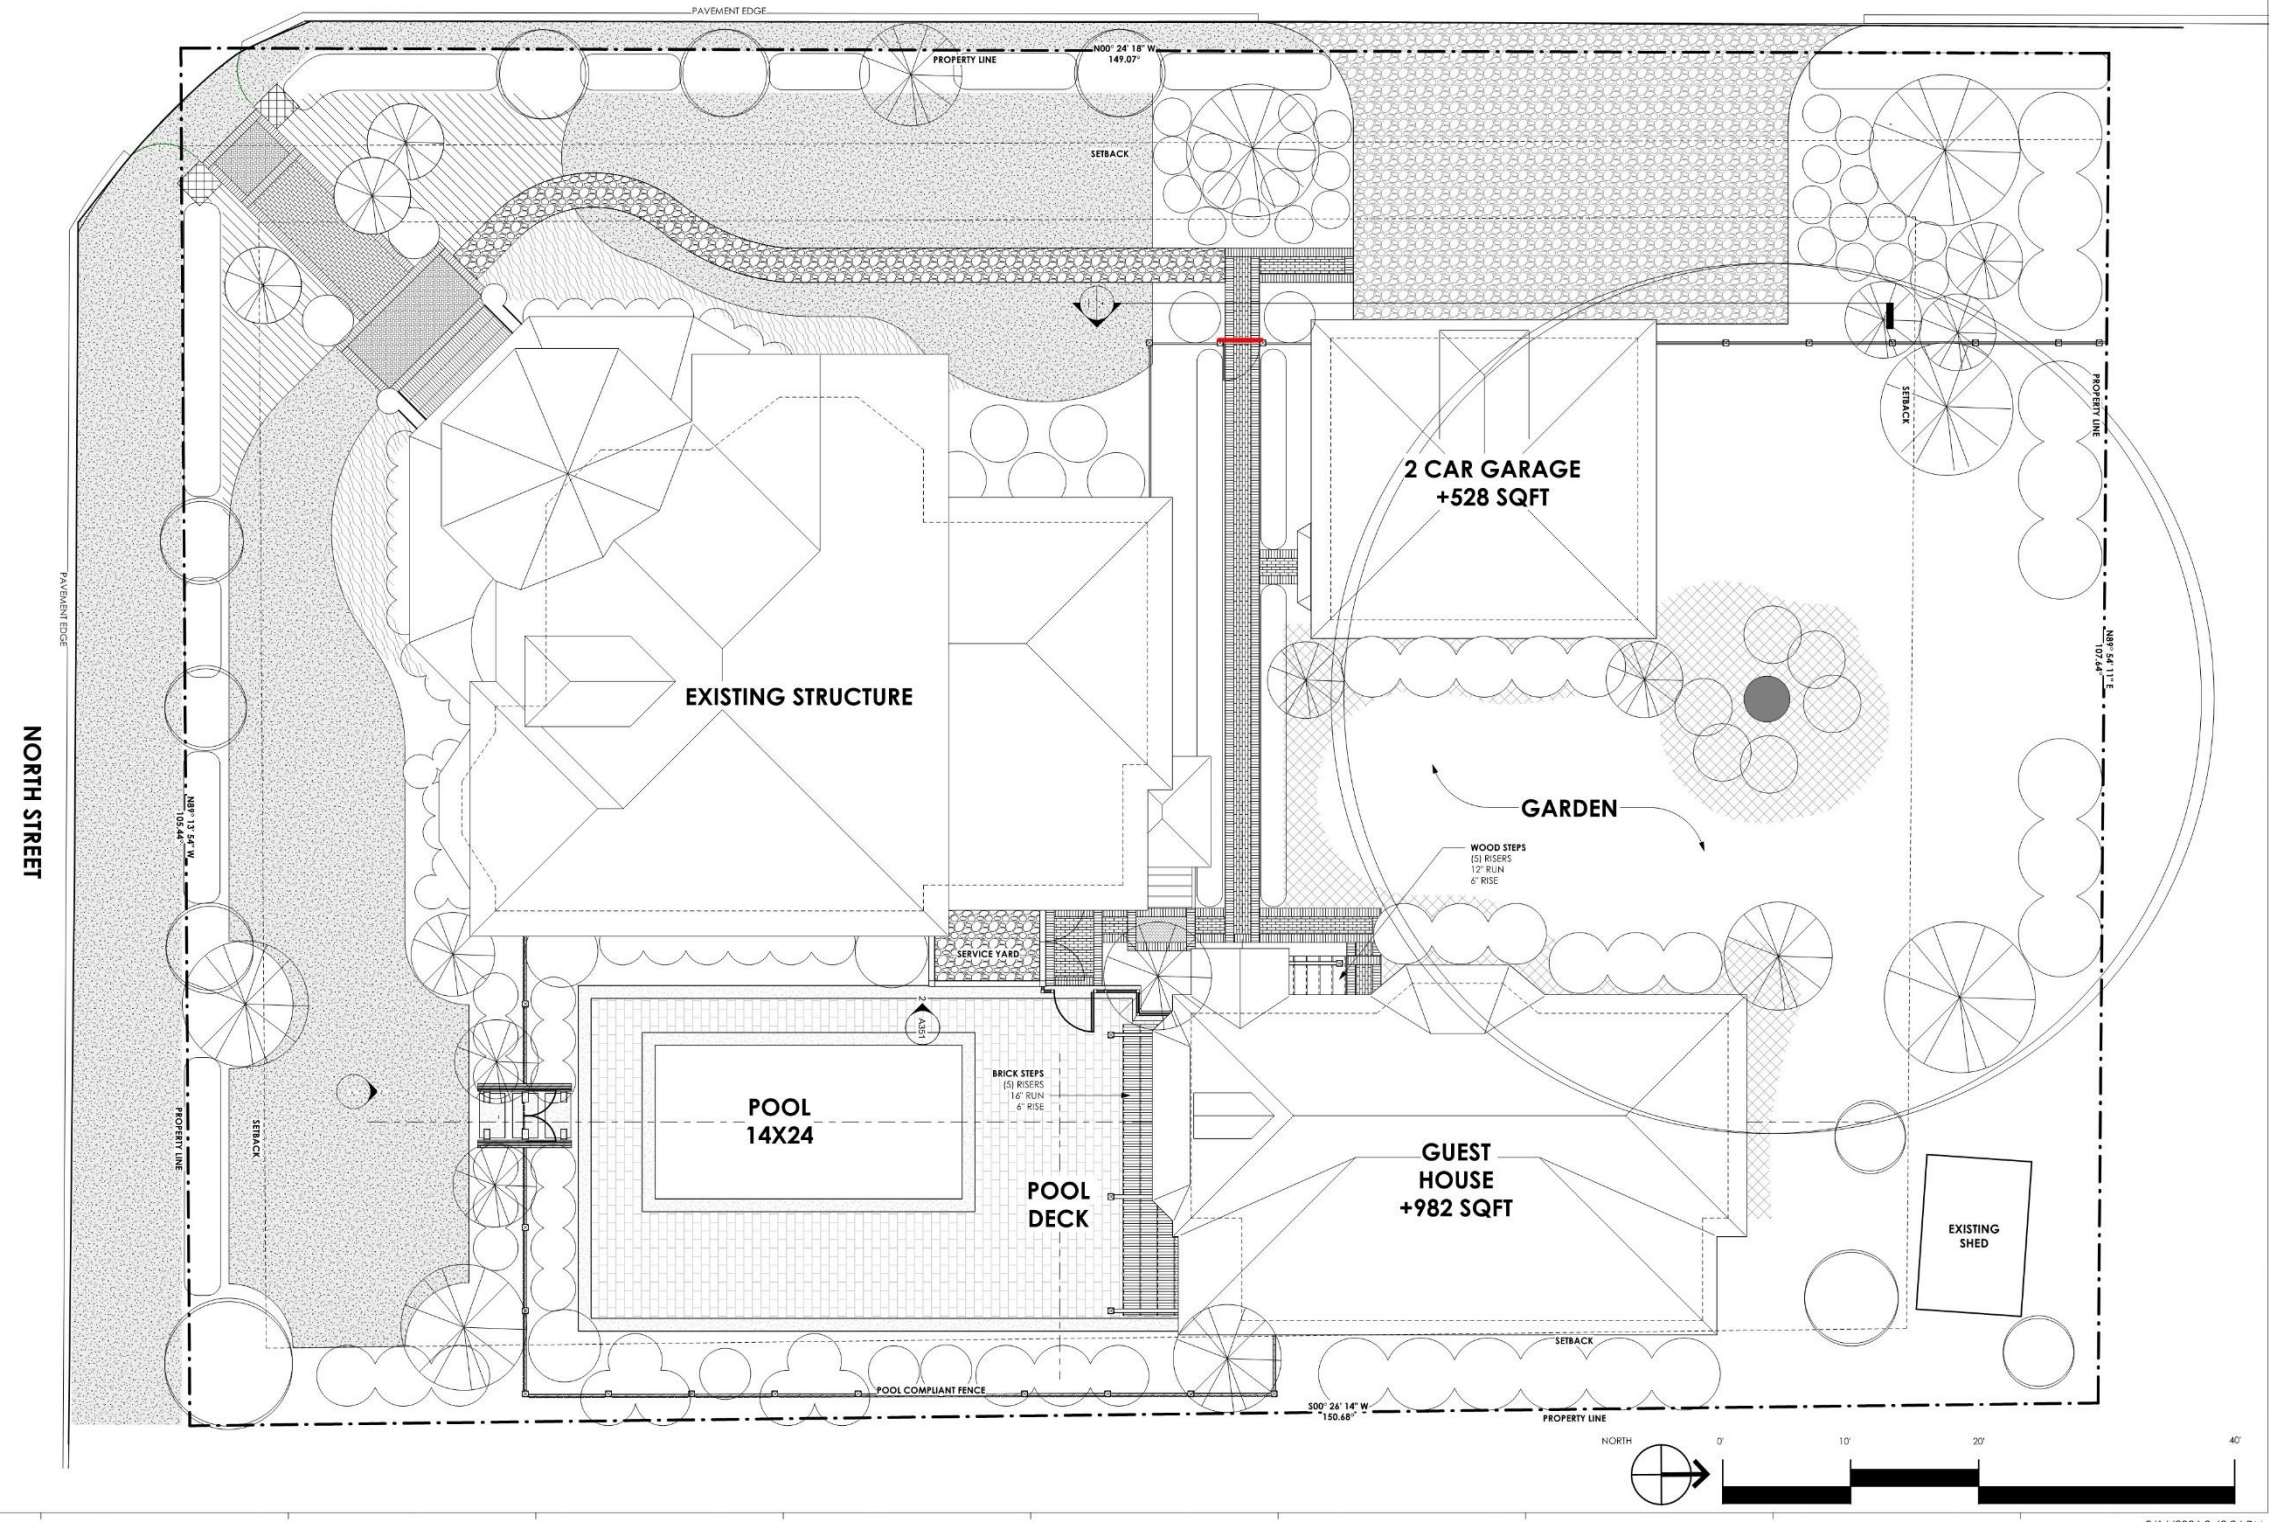 PAVEMENT EDGE
N00° 24' 18" W
149.07'
PROPERTY LINE
SETBACK
2 CAR GARAGE
+528 SQFT
SETBACK
PROPERTY LINE
PAVEMENT EDGE
N89° 54' 11" E
107.64'
EXISTING STRUCTURE
NORTH STREET
N89° 13' 54" W
105.44'
GARDEN
WOOD STEPS
(5) RISERS
12" RUN
6" RISE
SERVICE YARD
2
A351
BRICK STEPS
(5) RISERS
16" RUN
6" RISE
POOL
14X24
PROPERTY LINE
SETBACK
POOL
DECK
GUEST
HOUSE
+982 SQFT
EXISTING
SHED
SETBACK
POOL COMPLIANT FENCE
S00° 26' 14" W
150.68'
PROPERTY LINE
NORTH
0'
10'
20'
40'